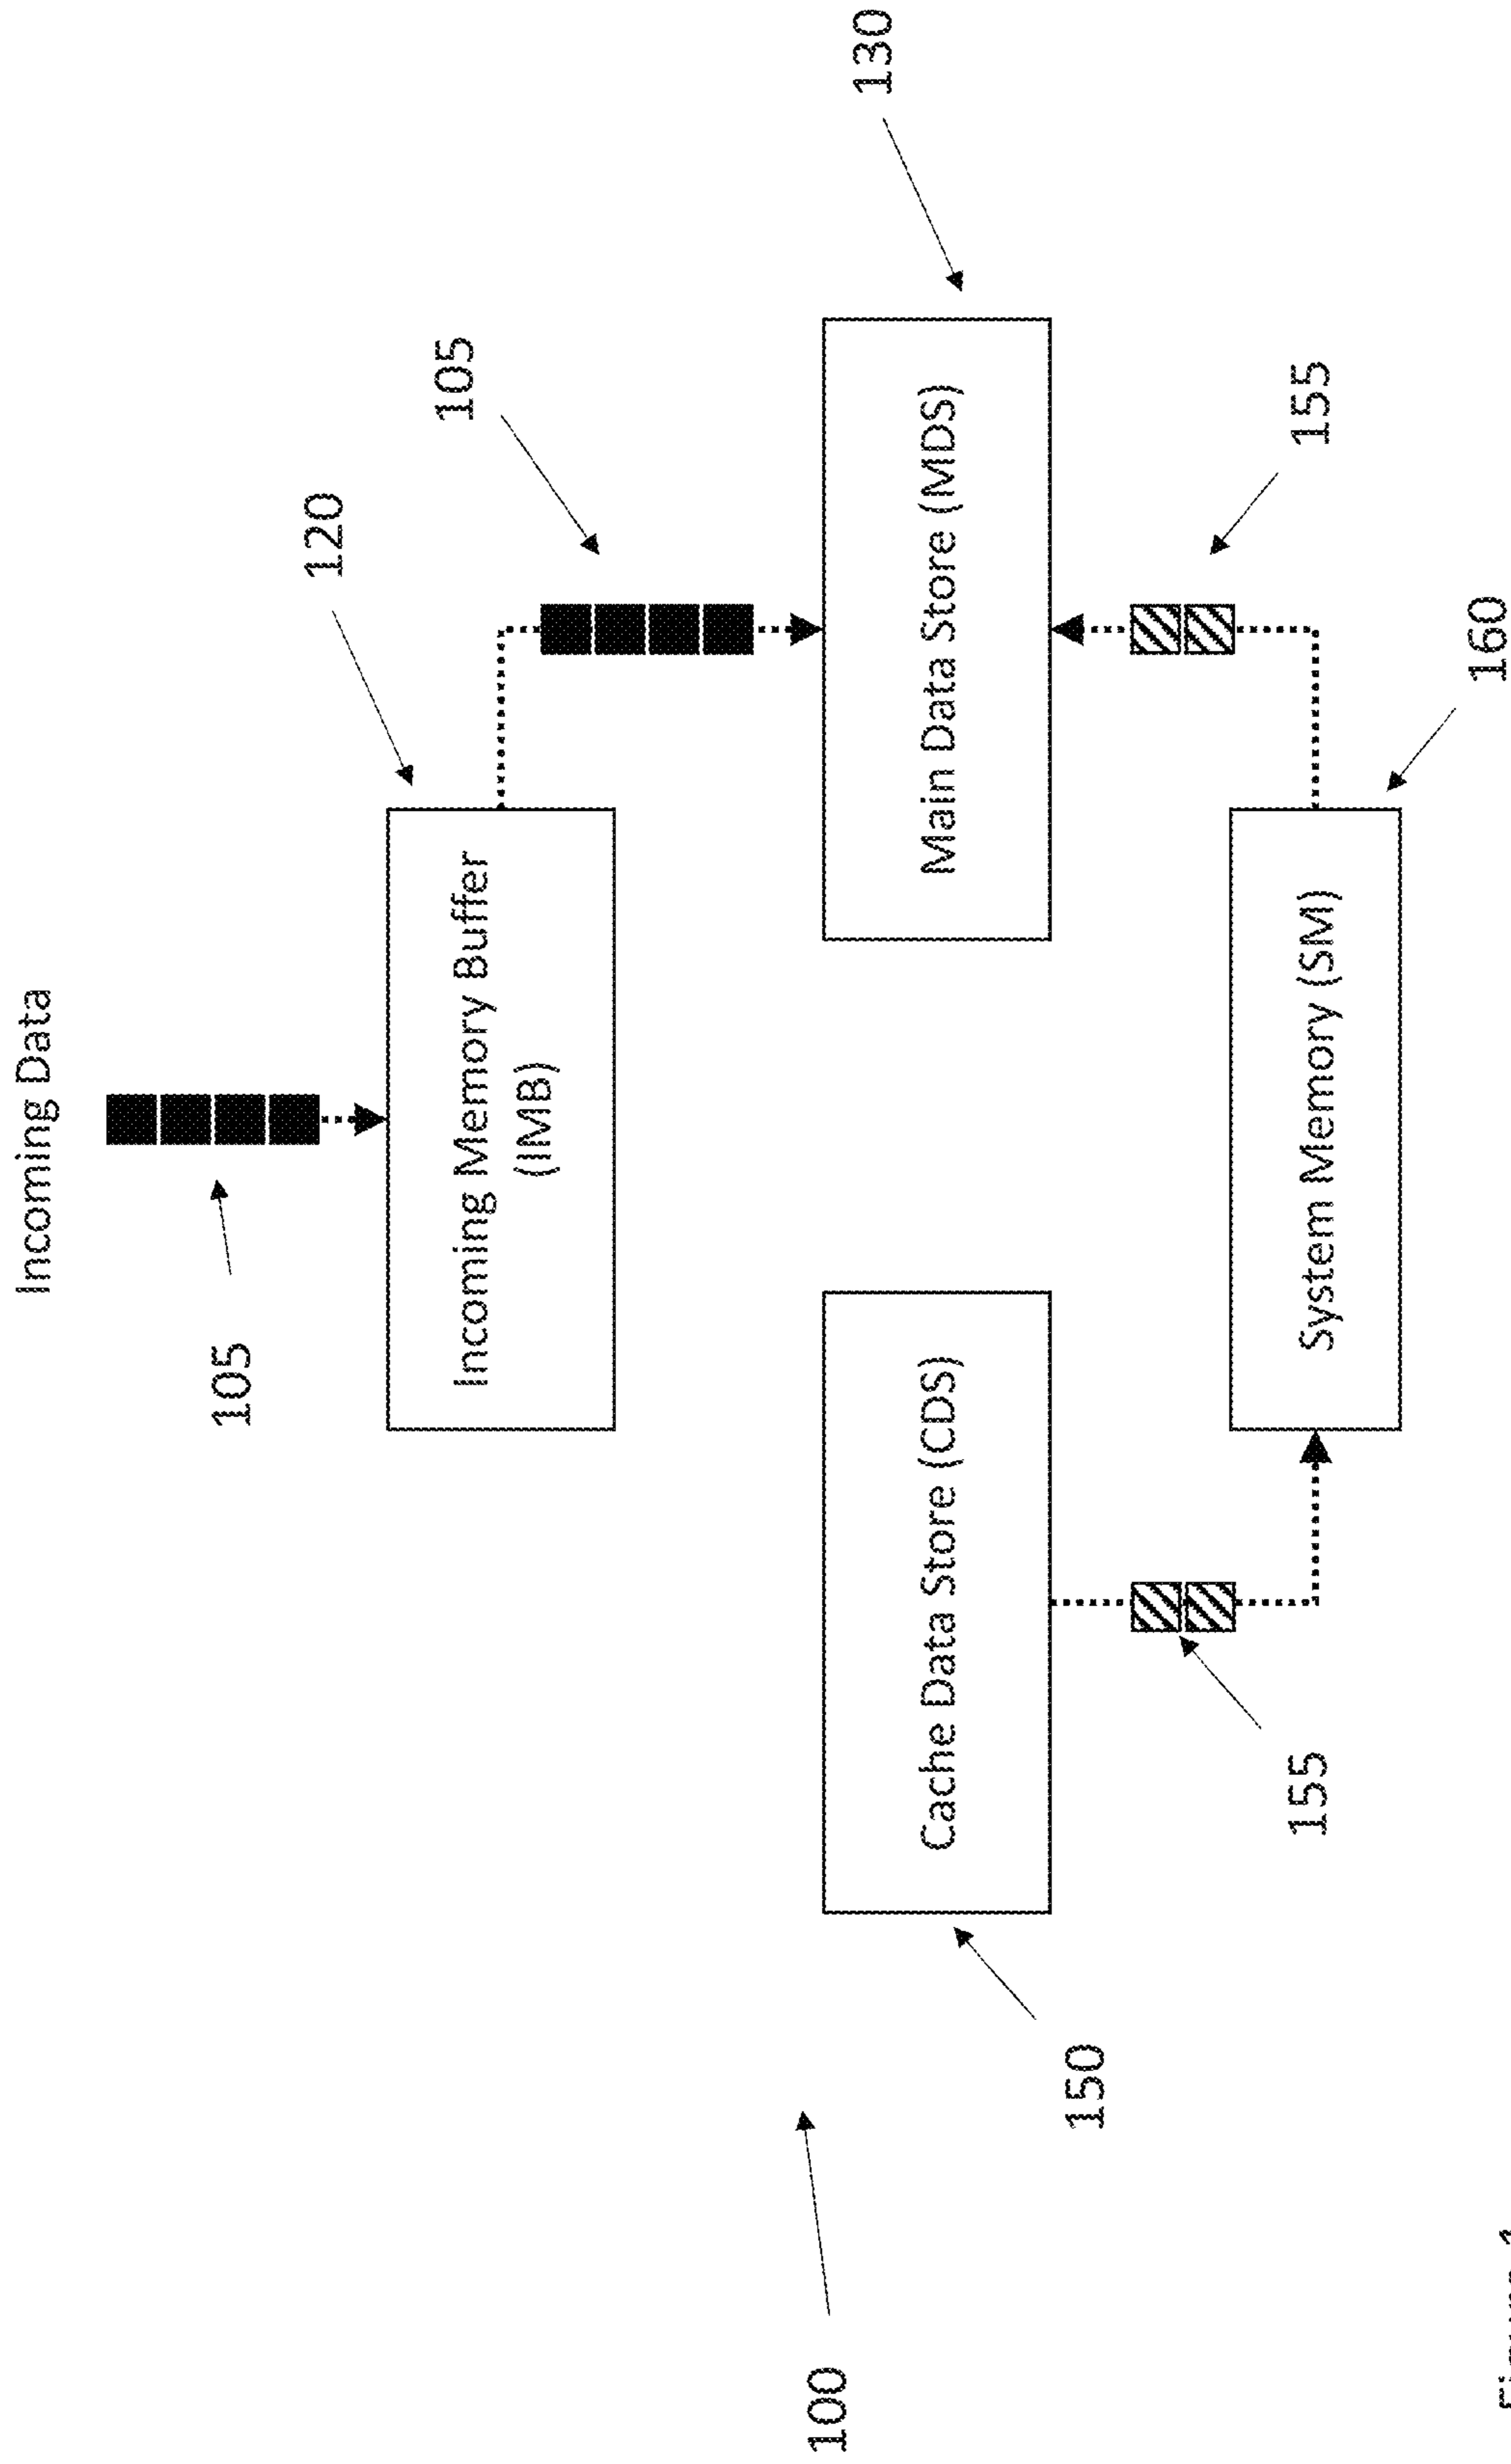 Incoming Data
105
120
Incoming Memory Buffer
(IMB)
105
130
Cache Data Store (CDS)
Main Data Store (MDS)
100
150
155
155
System Memory (SM)
160